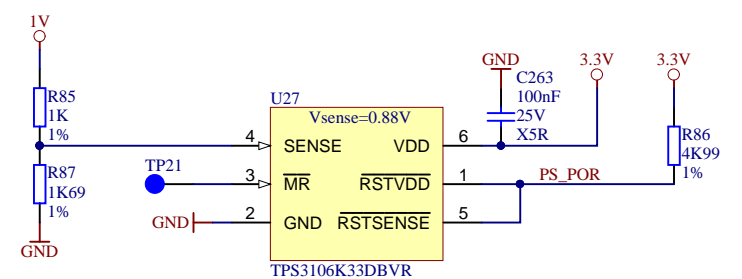 1V
R85
1K
1%
R87
1K69
1%
GND
TP21
GND
U27
Vsense=0.88V
4
SENSE
VDD
6
3
MR
RSTVDD
1
2
GND
RSTSENSE
5
TPS3106K33DBVR
GND
C263
100nF
25V
X5R
3.3V
3.3V
R86
4K99
1%
PS_POR